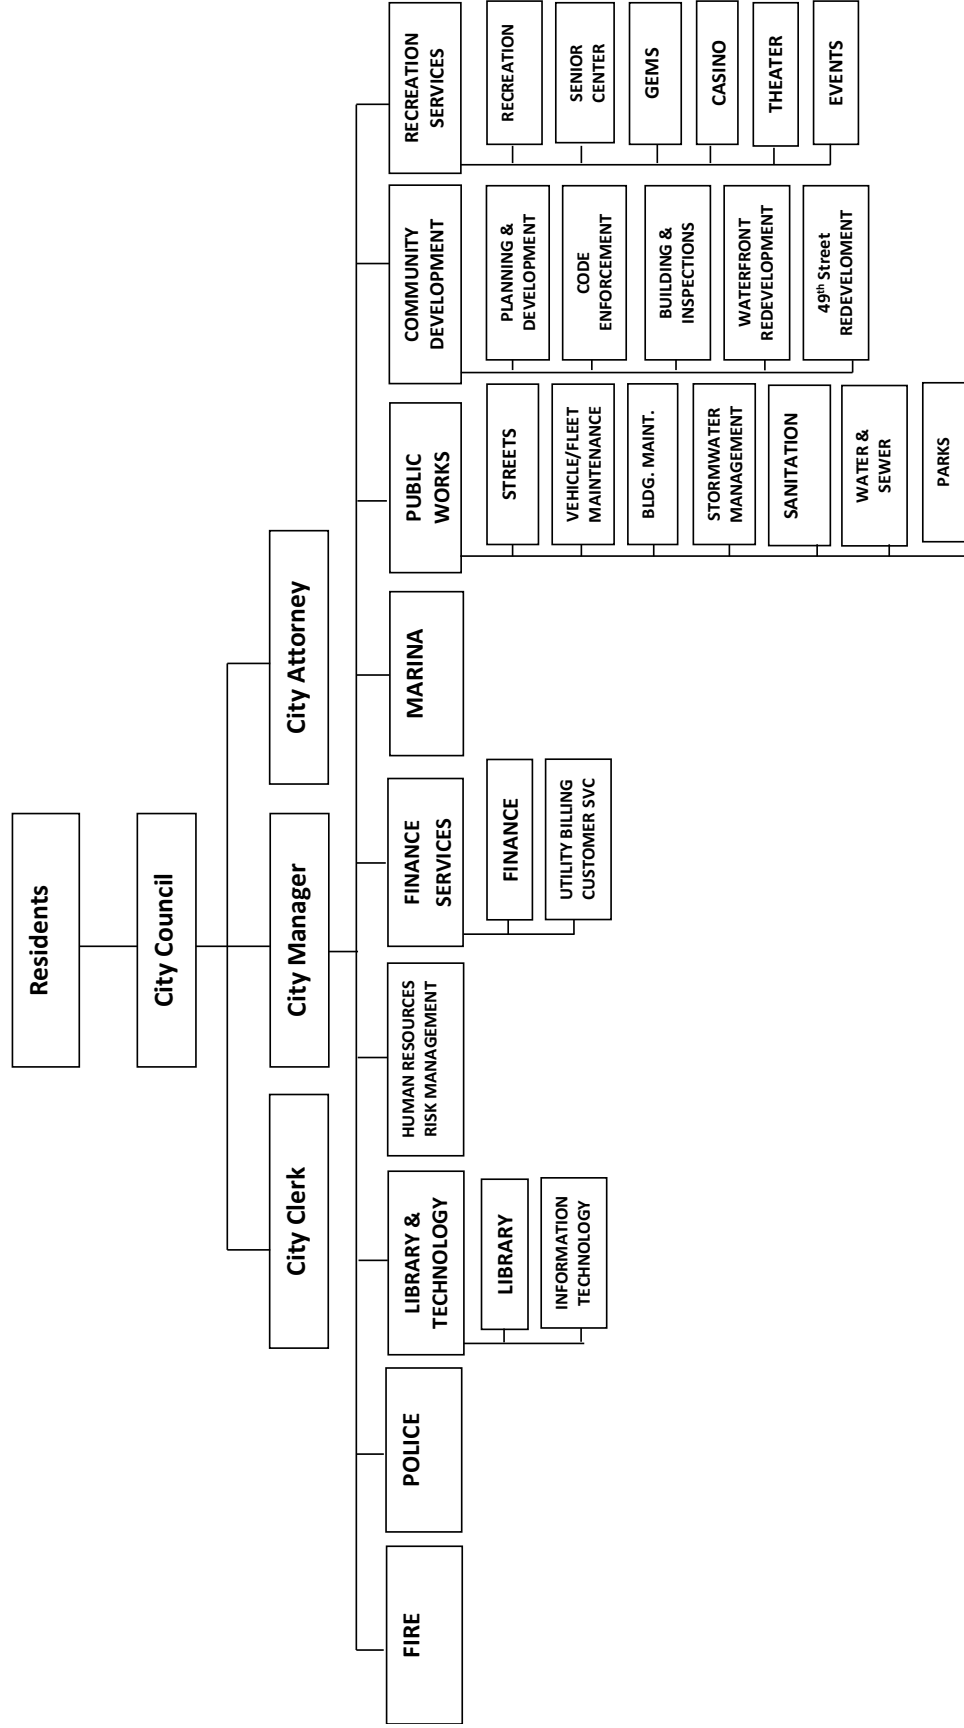 Residents
City Council
City Clerk
City Manager
City Attorney
FIRE
POLICE
LIBRARY &
TECHNOLOGY
LIBRARY
INFORMATION
TECHNOLOGY
HUMAN RESOURCES
RISK MANAGEMENT
FINANCE
SERVICES
FINANCE
UTILITY BILLING
CUSTOMER SVC
MARINA
PUBLIC
WORKS
STREETS
VEHICLE/FLEET
MAINTENANCE
BLDG. MAINT.
STORMWATER
MANAGEMENT
SANITATION
WATER &
SEWER
PARKS
COMMUNITY
DEVELOPMENT
PLANNING &
DEVELOPMENT
CODE
ENFORCEMENT
BUILDING &
INSPECTIONS
WATERFRONT
REDEVELOPMENT
49th Street
REDEVELOMENT
RECREATION
SERVICES
RECREATION
SENIOR
CENTER
GEMS
CASINO
THEATER
EVENTS